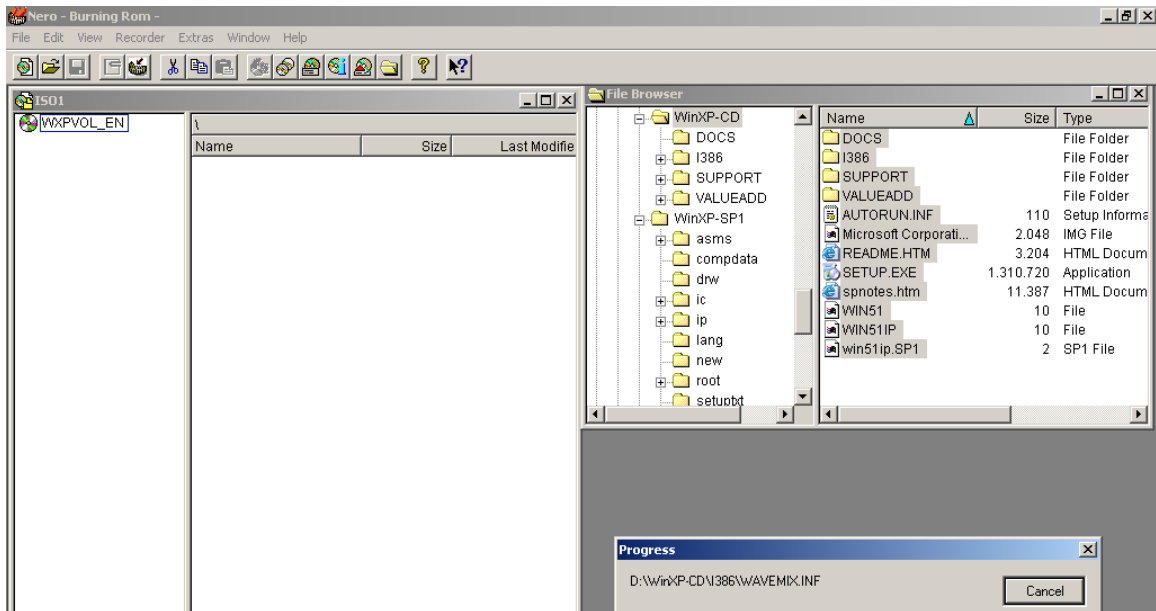 Nero - Burning Rom -
File Edit View Recorder Extras Window Help
ISO1
WXPVOL_EN
\
Name Size Last Modifie
File Browser
WinXP-CD
DOCS
I386
SUPPORT
VALUEADD
WinXP-SP1
asms
compdata
drw
ic
ip
lang
new
root
setuptxt
Name Size Type
DOCS File Folder
I386 File Folder
SUPPORT File Folder
VALUEADD File Folder
AUTORUN.INF 110 Setup Informa
Microsoft Corporati... 2.048 IMG File
README.HTM 3.204 HTML Docum
SETUP.EXE 1.310.720 Application
spnotes.htm 11.387 HTML Docum
WIN51 10 File
WIN51IP 10 File
win51ip.SP1 2 SP1 File
Progress
D:\WinXP-CD\I386\WAVEMIX.INF
Cancel